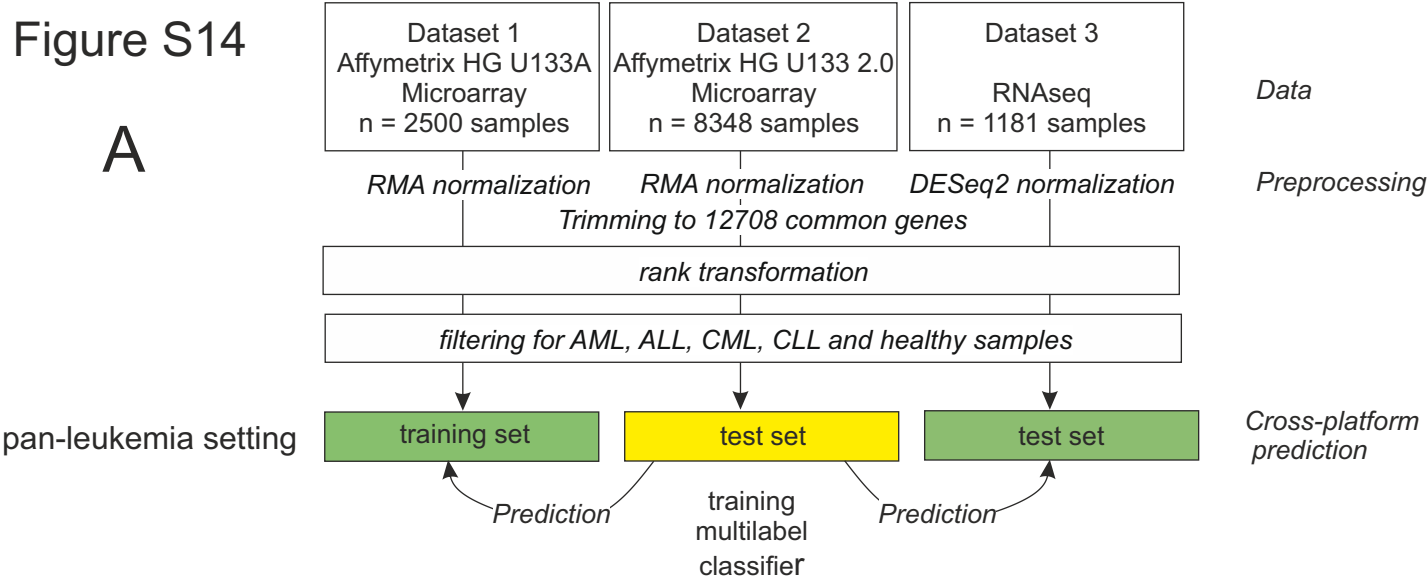 Figure S14
A
Dataset 1
Affymetrix HG U133A
Microarray
n = 2500 samples
Dataset 2
Affymetrix HG U133 2.0
Microarray
n = 8348 samples
Dataset 3
RNAseq
n = 1181 samples
Data
RMA normalization
RMA normalization
DESeq2 normalization
Preprocessing
Trimming to 12708 common genes
rank transformation
filtering for AML, ALL, CML, CLL and healthy samples
pan-leukemia setting
training set
test set
test set
Cross-platform
prediction
Prediction
training
multilabel
classifier
Prediction